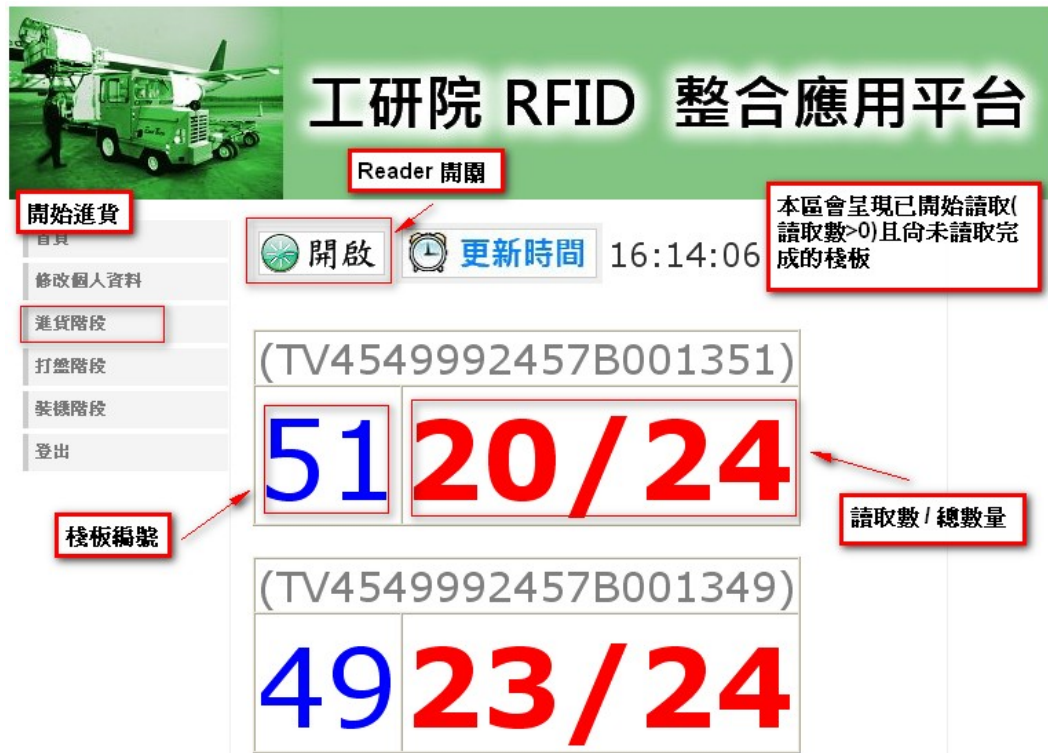 工研院 RFID 整合應用平台
Reader 開關
開始進貨
本區會呈現已開始讀取(
讀取數>0)且尚未讀取完
成的棧板
首頁
開啟
更新時間 16:14:06
修改個人資料
進貨階段
打盤階段
裝機階段
登出
(TV4549992457B001351)
51 20/24
棧板編號
讀取數 / 總數量
(TV4549992457B001349)
49 23/24